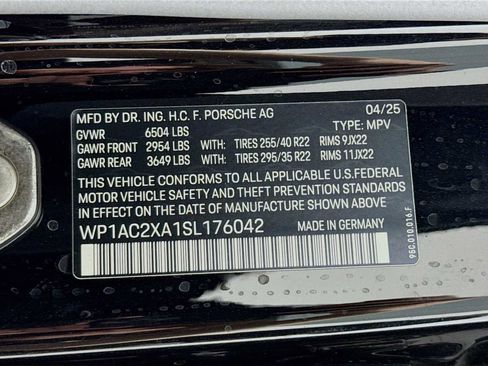 MFD BY DR. ING. H.C. F. PORSCHE AG 04/25
GVWR 6504 LBS TYPE: MPV
GAWR FRONT 2954 LBS WITH: TIRES 255/40 R22 RIMS 9JX22
GAWR REAR 3649 LBS WITH: TIRES 295/35 R22 RIMS 11JX22
THIS VEHICLE CONFORMS TO ALL APPLICABLE U.S.FEDERAL
MOTOR VEHICLE SAFETY AND THEFT PREVENTION STANDARDS
IN EFFECT ON THE DATE OF MANUFACTURE SHOWN ABOVE.
WP1AC2XA1SL176042 MADE IN GERMANY
95C.010.016.F